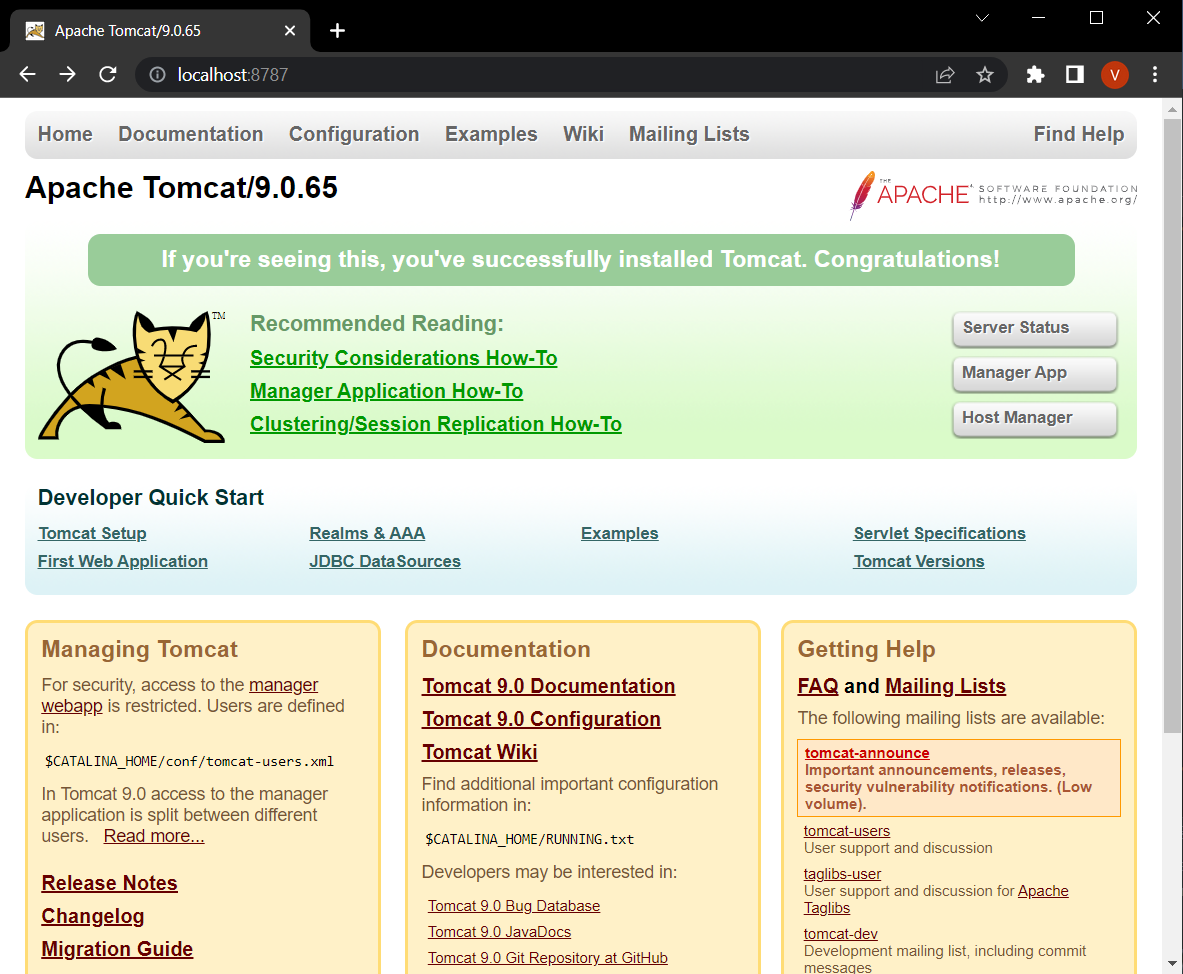 Apache Tomcat/9.0.65
localhost:8787
V
Home Documentation Configuration Examples Wiki Mailing Lists Find Help
Apache Tomcat/9.0.65
THE APACHE SOFTWARE FOUNDATION
http://www.apache.org/
If you're seeing this, you've successfully installed Tomcat. Congratulations!
TM
Recommended Reading:
Security Considerations How-To
Manager Application How-To
Clustering/Session Replication How-To
Server Status
Manager App
Host Manager
Developer Quick Start
Tomcat Setup
First Web Application
Realms & AAA
JDBC DataSources
Examples
Servlet Specifications
Tomcat Versions
Managing Tomcat
For security, access to the manager
webapp is restricted. Users are defined
in:
$CATALINA_HOME/conf/tomcat-users.xml
In Tomcat 9.0 access to the manager
application is split between different
users. Read more...
Release Notes
Changelog
Migration Guide
Documentation
Tomcat 9.0 Documentation
Tomcat 9.0 Configuration
Tomcat Wiki
Find additional important configuration
information in:
$CATALINA_HOME/RUNNING.txt
Developers may be interested in:
Tomcat 9.0 Bug Database
Tomcat 9.0 JavaDocs
Tomcat 9.0 Git Repository at GitHub
Getting Help
FAQ and Mailing Lists
The following mailing lists are available:
tomcat-announce
Important announcements, releases,
security vulnerability notifications. (Low
volume).
tomcat-users
User support and discussion
taglibs-user
User support and discussion for Apache
Taglibs
tomcat-dev
Development mailing list, including commit
messages